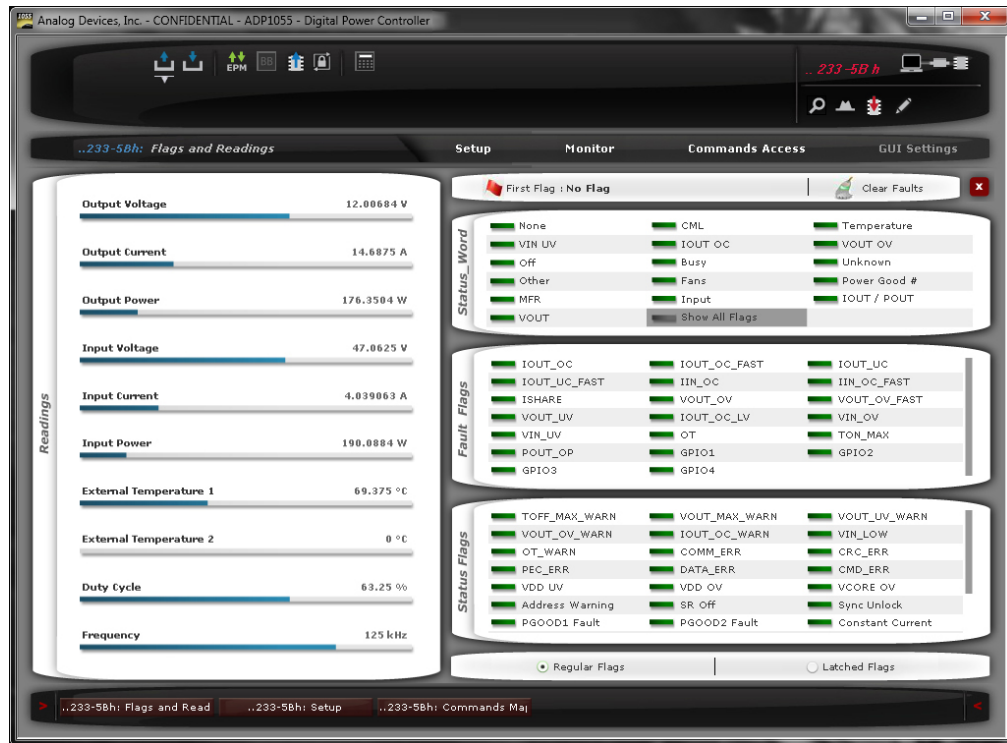 1055 Analog Devices, Inc. - CONFIDENTIAL - ADP1055 - Digital Power Controller
EPM
BB
..233-5B h
..233-5Bh: Flags and Readings
Setup Monitor Commands Access GUI Settings
Readings
Output Voltage 12.00684 V
Output Current 14.6875 A
Output Power 176.3504 W
Input Voltage 47.0625 V
Input Current 4.039063 A
Input Power 190.0884 W
External Temperature 1 69.375 °C
External Temperature 2 0 °C
Duty Cycle 63.25 %
Frequency 125 kHz
First Flag : No Flag Clear Faults x
Status_Word
None CML Temperature
VIN UV IOUT OC VOUT OV
Off Busy Unknown
Other Fans Power Good #
MFR Input IOUT / POUT
VOUT Show All Flags
Fault Flags
IOUT_OC IOUT_OC_FAST IOUT_UC
IOUT_UC_FAST IIN_OC IIN_OC_FAST
ISHARE VOUT_OV VOUT_OV_FAST
VOUT_UV IOUT_OC_LV VIN_OV
VIN_UV OT TON_MAX
POUT_OP GPIO1 GPIO2
GPIO3 GPIO4
Status Flags
TOFF_MAX_WARN VOUT_MAX_WARN VOUT_UV_WARN
VOUT_OV_WARN IOUT_OC_WARN VIN_LOW
OT_WARN COMM_ERR CRC_ERR
PEC_ERR DATA_ERR CMD_ERR
VDD UV VDD OV VCORE OV
Address Warning SR Off Sync Unlock
PGOOD1 Fault PGOOD2 Fault Constant Current
Regular Flags Latched Flags
> ..233-5Bh: Flags and Read ..233-5Bh: Setup ..233-5Bh: Commands Maj <